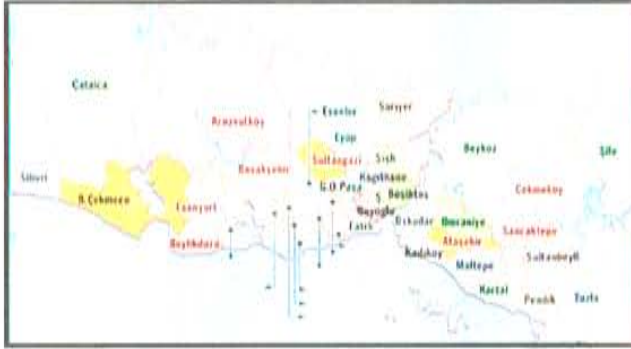 Çatalca
Arnavutköy
Esenler
Sarıyer
Eyüp
Beykoz
Şile
Silivri
B.Çekmece
Esenyurt
Başakşehir
Sultangazi
Şişli
G.O.Paşa
Kağıthane
Beşiktaş
Çekmeköy
Beyoğlu
Fatih
Üsküdar
Ümraniye
Sancaktepe
Beylikdüzü
Ataşehir
Kadıköy
Maltepe
Sultanbeyli
Kartal
Pendik
Tuzla